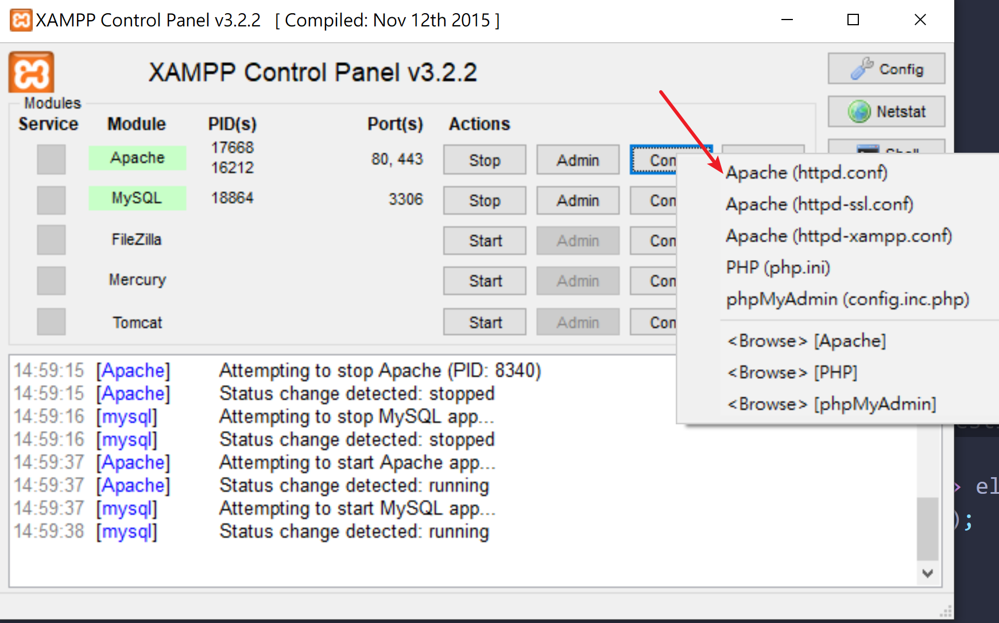 XAMPP Control Panel v3.2.2 [ Compiled: Nov 12th 2015 ]
XAMPP Control Panel v3.2.2
Config
Modules
Netstat
Service Module PID(s) Port(s) Actions
Shell
Apache 17668 16212 80, 443 Stop Admin Con
MySQL 18864 3306 Stop Admin Con
FileZilla Start Admin Con
Mercury Start Admin Con
Tomcat Start Admin Con
Apache (httpd.conf)
Apache (httpd-ssl.conf)
Apache (httpd-xampp.conf)
PHP (php.ini)
phpMyAdmin (config.inc.php)
<Browse> [Apache]
<Browse> [PHP]
<Browse> [phpMyAdmin]
14:59:15 [Apache] Attempting to stop Apache (PID: 8340)
14:59:15 [Apache] Status change detected: stopped
14:59:16 [mysql] Attempting to stop MySQL app...
14:59:16 [mysql] Status change detected: stopped
14:59:37 [Apache] Attempting to start Apache app...
14:59:37 [Apache] Status change detected: running
14:59:37 [mysql] Attempting to start MySQL app...
14:59:38 [mysql] Status change detected: running
> el
);